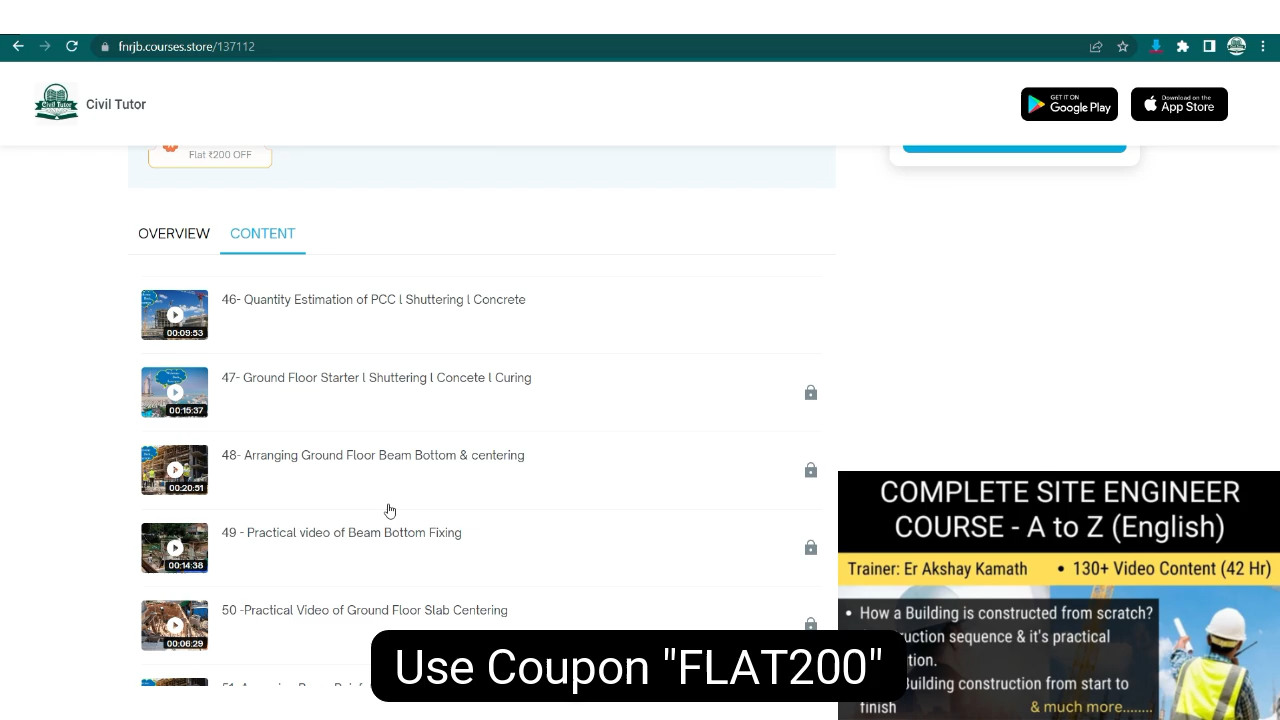 fnrjb.courses.store/137112
Civil Tutor
GET IT ON
Google Play
Download on the
App Store
Flat ₹200 OFF
OVERVIEW
CONTENT
46- Quantity Estimation of PCC l Shuttering l Concrete
00:09:53
47- Ground Floor Starter l Shuttering l Concete l Curing
00:15:37
48- Arranging Ground Floor Beam Bottom & centering
00:20:51
49 - Practical video of Beam Bottom Fixing
00:14:38
50 -Practical Video of Ground Floor Slab Centering
00:06:29
COMPLETE SITE ENGINEER
COURSE - A to Z (English)
Trainer: Er Akshay Kamath
• 130+ Video Content (42 Hr)
• How a Building is constructed from scratch?
ruction sequence & it's practical
tion.
Building construction from start to
finish
& much more........
Use Coupon "FLAT200"